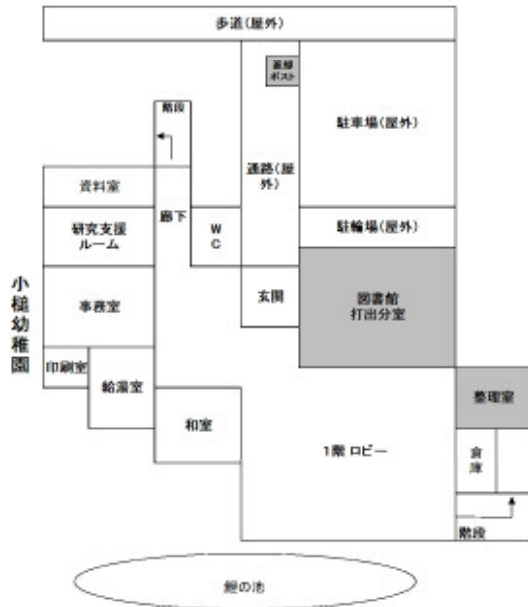 歩道(屋外)
返却
ポスト
階段
駐車場(屋外)
通路(屋
外)
資料室
廊下
WC
駐輪場(屋外)
研究支援
ルーム
小槌幼稚園
事務室
玄関
図書館
打出分室
印刷室
給湯室
整理室
和室
1階 ロビー
倉庫
階段
鯉の池